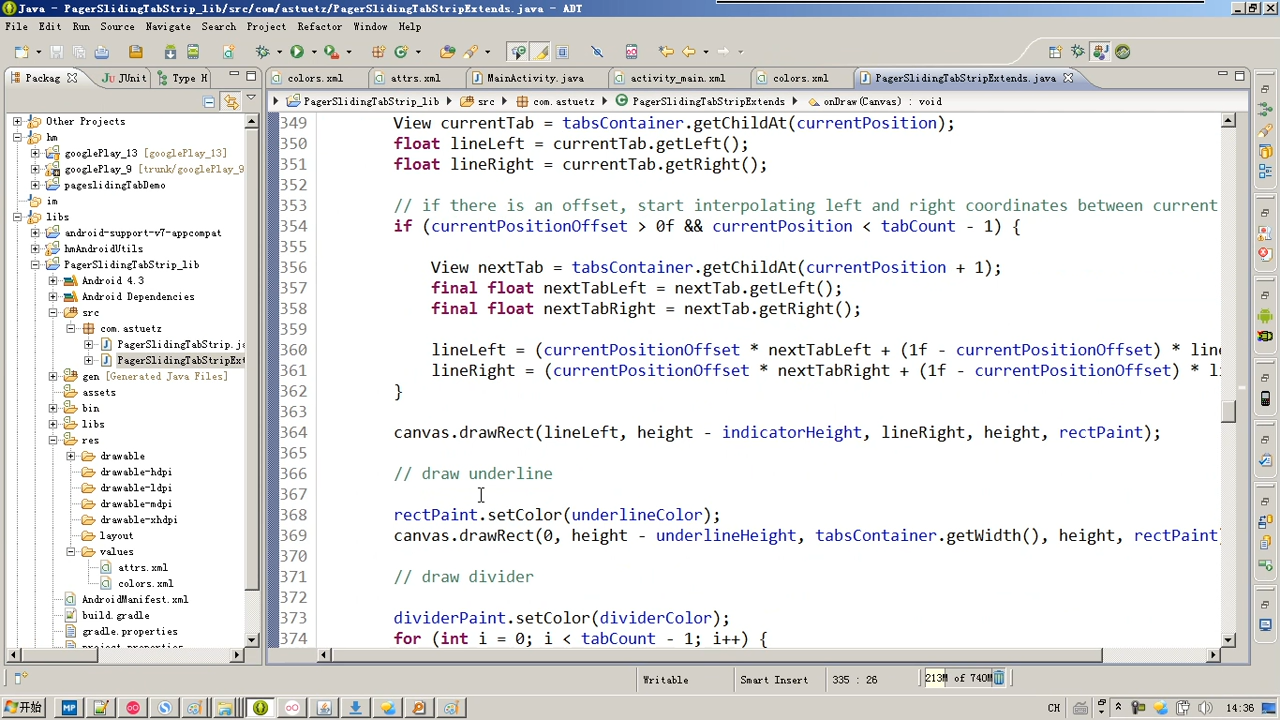 Java - PagerSlidingTabStrip_lib/src/com/astuetz/PagerSlidingTabStripExtends.java - ADT
File Edit Run Source Navigate Search Project Refactor Window Help
Packag JUnit Type H
colors.xml attrs.xml MainActivity.java activity_main.xml colors.xml PagerSlidingTabStripExtends.java
PagerSlidingTabStrip_lib src com.astuetz PagerSlidingTabStripExtends onDraw(Canvas) : void
Other Projects
hm
googlePlay_13 [googlePlay_13]
googlePlay_9 [trunk/googlePlay_9
pageslidingTabDemo
im
libs
android-support-v7-appcompat
hmAndroidUtils
PagerSlidingTabStrip_lib
Android 4.3
Android Dependencies
src
com.astuetz
PagerSlidingTabStrip.ja
PagerSlidingTabStripExt
gen [Generated Java Files]
assets
bin
libs
res
drawable
drawable-hdpi
drawable-ldpi
drawable-mdpi
drawable-xhdpi
layout
values
attrs.xml
colors.xml
AndroidManifest.xml
build.gradle
gradle.properties
project.properties
349 View currentTab = tabsContainer.getChildAt(currentPosition);
350 float lineLeft = currentTab.getLeft();
351 float lineRight = currentTab.getRight();
352
353 // if there is an offset, start interpolating left and right coordinates between current
354 if (currentPositionOffset > 0f && currentPosition < tabCount - 1) {
355
356 View nextTab = tabsContainer.getChildAt(currentPosition + 1);
357 final float nextTabLeft = nextTab.getLeft();
358 final float nextTabRight = nextTab.getRight();
359
360 lineLeft = (currentPositionOffset * nextTabLeft + (1f - currentPositionOffset) * line
361 lineRight = (currentPositionOffset * nextTabRight + (1f - currentPositionOffset) * li
362 }
363
364 canvas.drawRect(lineLeft, height - indicatorHeight, lineRight, height, rectPaint);
365
366 // draw underline
367
368 rectPaint.setColor(underlineColor);
369 canvas.drawRect(0, height - underlineHeight, tabsContainer.getWidth(), height, rectPaint)
370
371 // draw divider
372
373 dividerPaint.setColor(dividerColor);
374 for (int i = 0; i < tabCount - 1; i++) {
Writable Smart Insert 335 : 26 213M of 740M
开始 MP CH 14:36